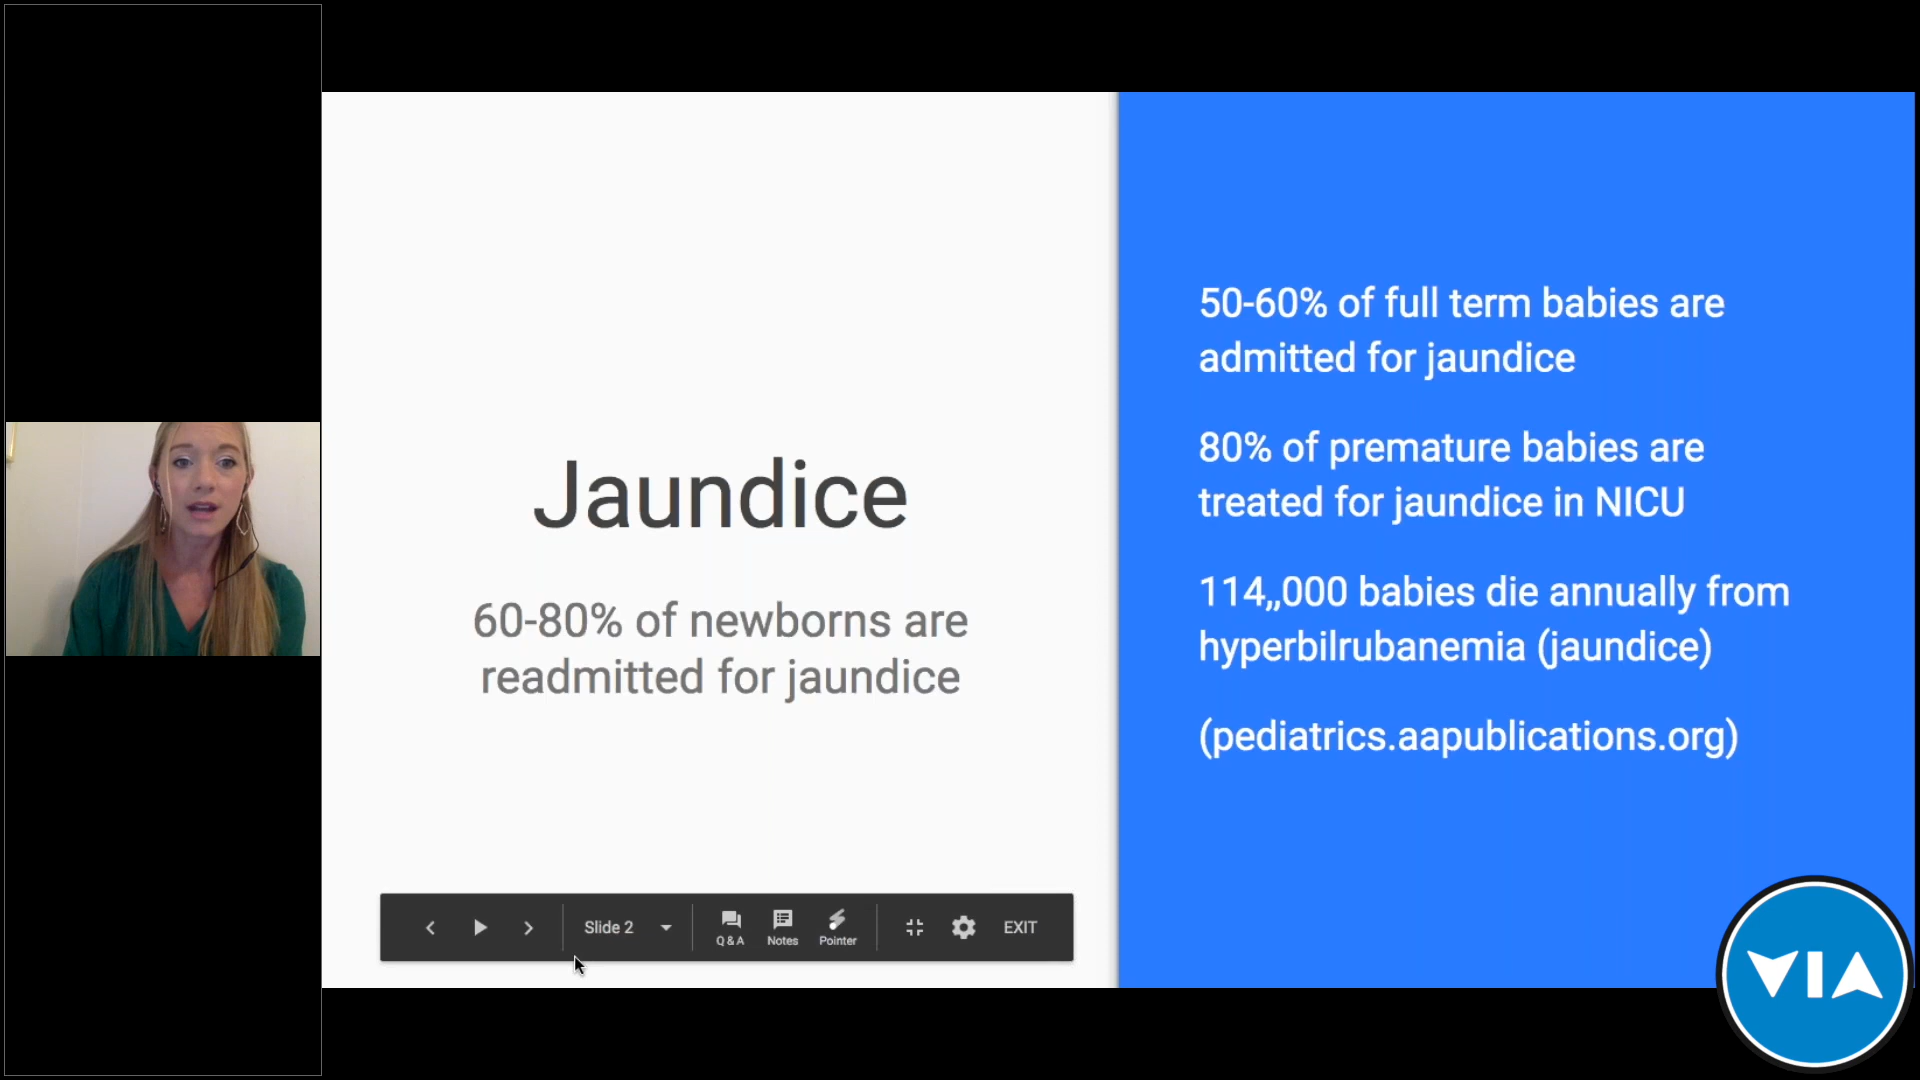 Jaundice
60-80% of newborns are
readmitted for jaundice
50-60% of full term babies are
admitted for jaundice
80% of premature babies are
treated for jaundice in NICU
114,,000 babies die annually from
hyperbilrubanemia (jaundice)
(pediatrics.aapublications.org)
Slide 2
Q & A
Notes
Pointer
EXIT
VIA